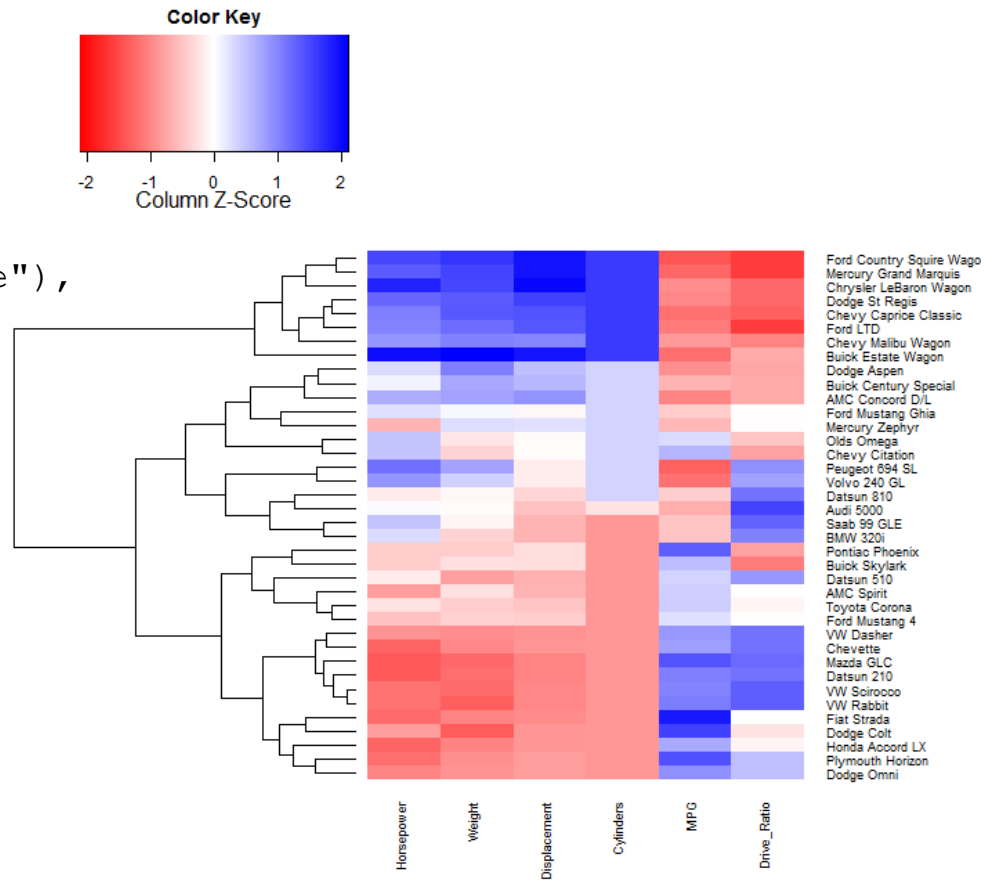 Color Key
-2 -1 0 1 2
Column Z-Score
e"),
Ford Country Squire Wago
Mercury Grand Marquis
Chrysler LeBaron Wagon
Dodge St Regis
Chevy Caprice Classic
Ford LTD
Chevy Malibu Wagon
Buick Estate Wagon
Dodge Aspen
Buick Century Special
AMC Concord D/L
Ford Mustang Ghia
Mercury Zephyr
Olds Omega
Chevy Citation
Peugeot 694 SL
Volvo 240 GL
Datsun 810
Audi 5000
Saab 99 GLE
BMW 320i
Pontiac Phoenix
Buick Skylark
Datsun 510
AMC Spirit
Toyota Corona
Ford Mustang 4
VW Dasher
Chevette
Mazda GLC
Datsun 210
VW Scirocco
VW Rabbit
Fiat Strada
Dodge Colt
Honda Accord LX
Plymouth Horizon
Dodge Omni
Horsepower
Weight
Displacement
Cylinders
MPG
Drive_Ratio